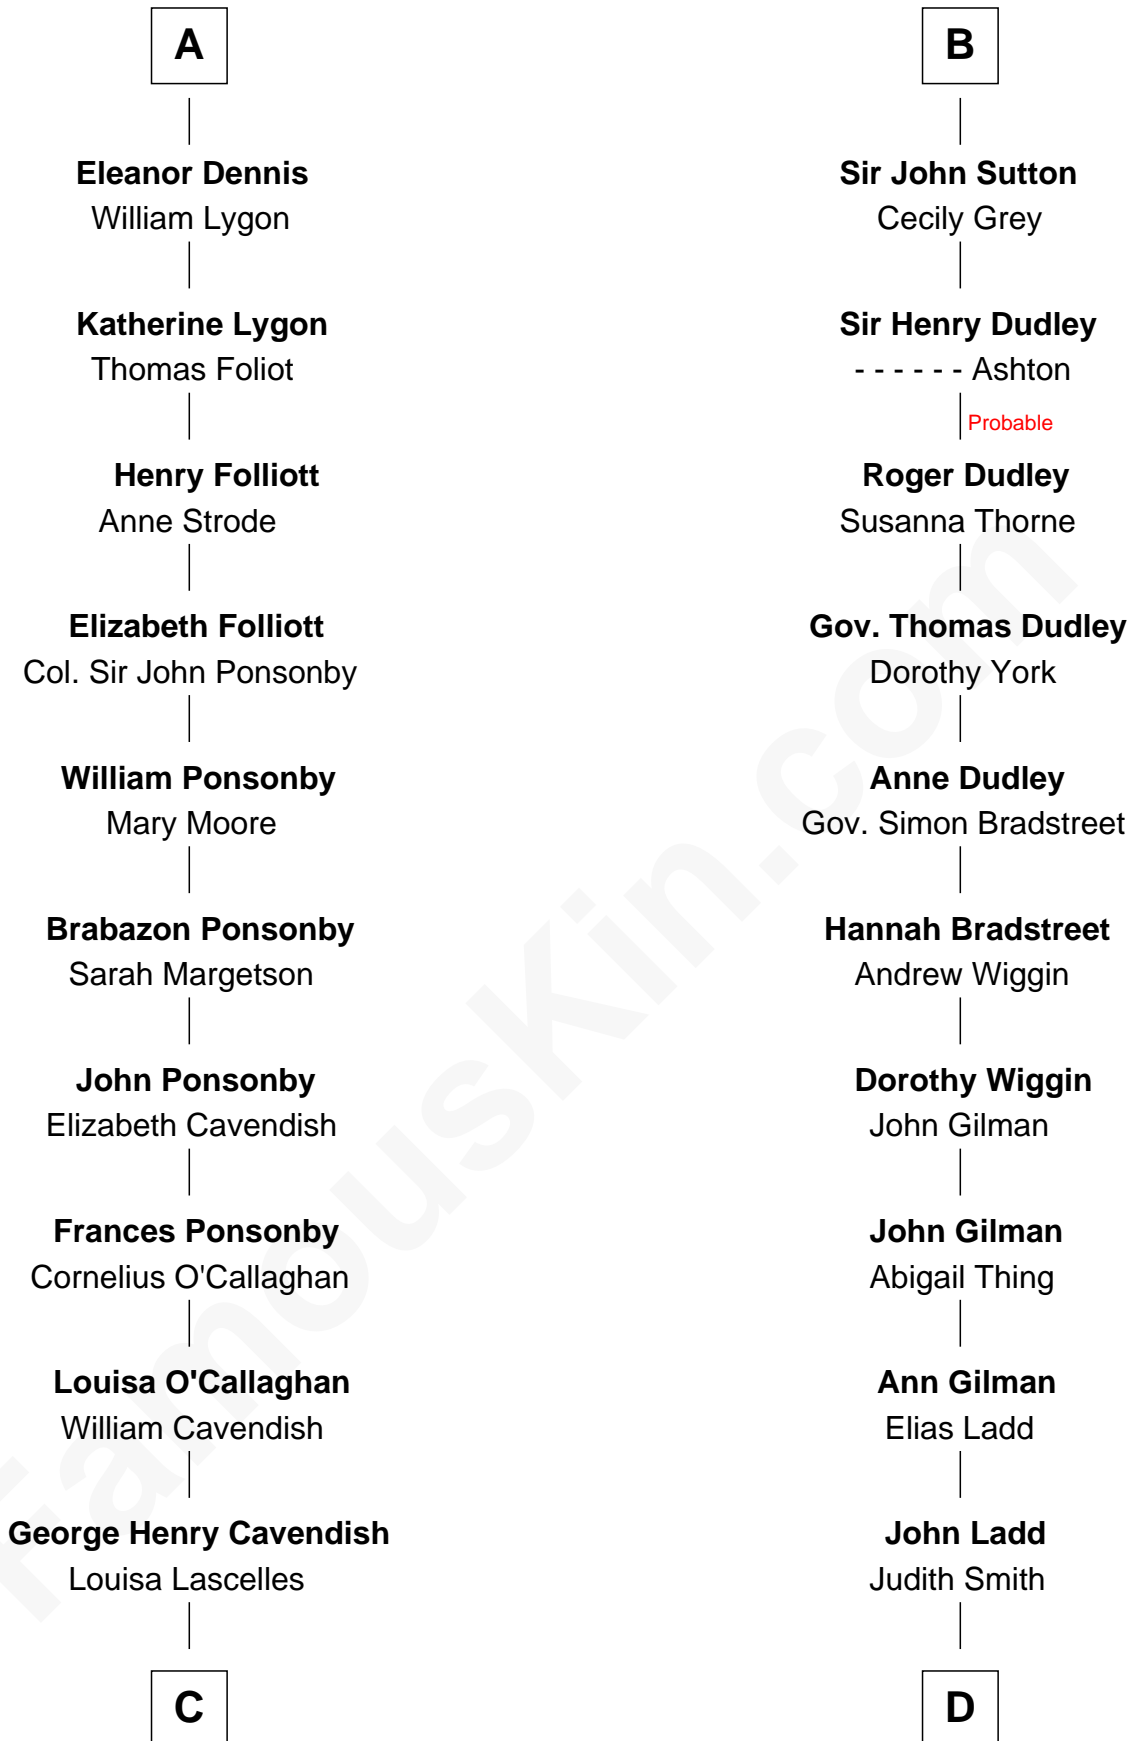 A
Eleanor Dennis
William Lygon
Katherine Lygon
Thomas Foliot
Henry Folliott
Anne Strode
Elizabeth Folliott
Col. Sir John Ponsonby
William Ponsonby
Mary Moore
Brabazon Ponsonby
Sarah Margetson
John Ponsonby
Elizabeth Cavendish
Frances Ponsonby
Cornelius O'Callaghan
Louisa O'Callaghan
William Cavendish
George Henry Cavendish
Louisa Lascelles
C
B
Sir John Sutton
Cecily Grey
Sir Henry Dudley
- - - - - - Ashton
Probable
Roger Dudley
Susanna Thorne
Gov. Thomas Dudley
Dorothy York
Anne Dudley
Gov. Simon Bradstreet
Hannah Bradstreet
Andrew Wiggin
Dorothy Wiggin
John Gilman
John Gilman
Abigail Thing
Ann Gilman
Elias Ladd
John Ladd
Judith Smith
D
FamousKin.com